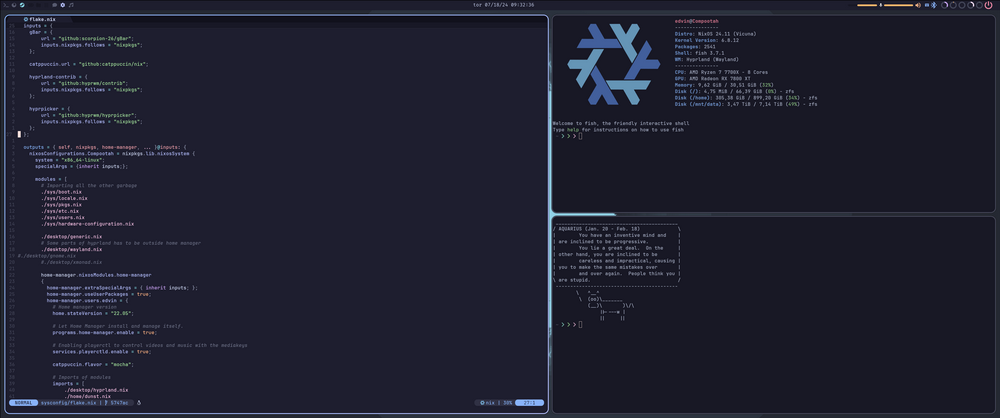 tor 07/18/24 09:32:36
flake.nix
inputs = {
gBar = {
url = "github:scorpion-26/gBar";
inputs.nixpkgs.follows = "nixpkgs";
};
catppuccin.url = "github:catppuccin/nix";
hyprland-contrib = {
url = "github:hyprwm/contrib";
inputs.nixpkgs.follows = "nixpkgs";
};
hyprpicker = {
url = "github:hyprwm/hyprpicker";
inputs.nixpkgs.follows = "nixpkgs";
};
};
outputs = { self, nixpkgs, home-manager, ... }@inputs: {
nixosConfigurations.Compootah = nixpkgs.lib.nixosSystem {
system = "x86_64-linux";
specialArgs = {inherit inputs;};
modules = [
# Importing all the other garbage
./sys/boot.nix
./sys/locale.nix
./sys/pkgs.nix
./sys/etc.nix
./sys/users.nix
./sys/hardware-configuration.nix
./desktop/generic.nix
# Some parts of hyprland has to be outside home manager
./desktop/wayland.nix
#./desktop/gnome.nix
#./desktop/xmonad.nix
home-manager.nixosModules.home-manager
{
home-manager.extraSpecialArgs = { inherit inputs; };
home-manager.useUserPackages = true;
home-manager.users.edvin = {
# Home manager version
home.stateVersion = "22.05";
# Let Home Manager install and manage itself.
programs.home-manager.enable = true;
# Enabling playerctl to control videos and music with the mediakeys
services.playerctld.enable = true;
catppuccin.flavor = "mocha";
# Imports of modules
imports = [
./desktop/hyprland.nix
./home/dunst.nix
NORMAL sysconfig/flake.nix | 5747ac
nix | 30% 27:1
edvin@Compootah
---------------
Distro: NixOS 24.11 (Vicuna)
Kernel Version: 6.8.12
Packages: 2541
Shell: fish 3.7.1
WM: Hyprland (Wayland)
---------------
CPU: AMD Ryzen 7 7700X - 8 Cores
GPU: AMD Radeon RX 7800 XT
Memory: 9,62 GiB / 30,51 GiB (32%)
Disk (/): 4,75 MiB / 66,39 GiB (0%) - zfs
Disk (/home): 305,38 GiB / 899,28 GiB (34%) - zfs
Disk (/mnt/data): 3,47 TiB / 7,14 TiB (49%) - zfs
Welcome to fish, the friendly interactive shell
Type help for instructions on how to use fish
~ ❯ ❯ ❯
/ AQUARIUS (Jan. 20 - Feb. 18) \
| You have an inventive mind and |
| are inclined to be progressive. |
| You lie a great deal. On the |
| other hand, you are inclined to be |
| careless and impractical, causing |
| you to make the same mistakes over |
| and over again. People think you |
\ are stupid. /
----------------------------------------
\ ^__^
\ (oo)\_______
(__)\ )\/\
||----w |
|| ||
~ ❯ ❯ ❯